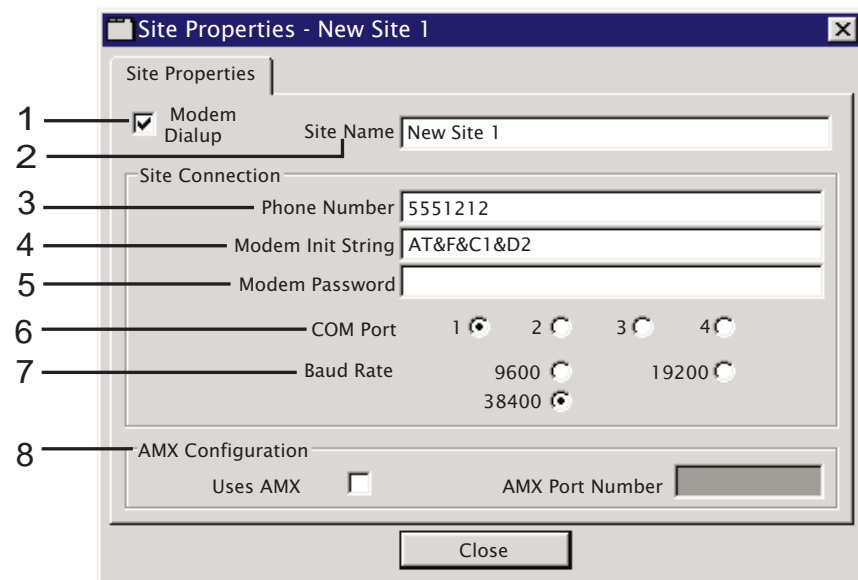 Site Properties - New Site 1
Site Properties
1 Modem Dialup
2 Site Name New Site 1
Site Connection
3 Phone Number 5551212
4 Modem Init String AT&F&C1&D2
5 Modem Password
6 COM Port 1 2 3 4
7 Baud Rate 9600 19200
38400
8 AMX Configuration
Uses AMX AMX Port Number
Close